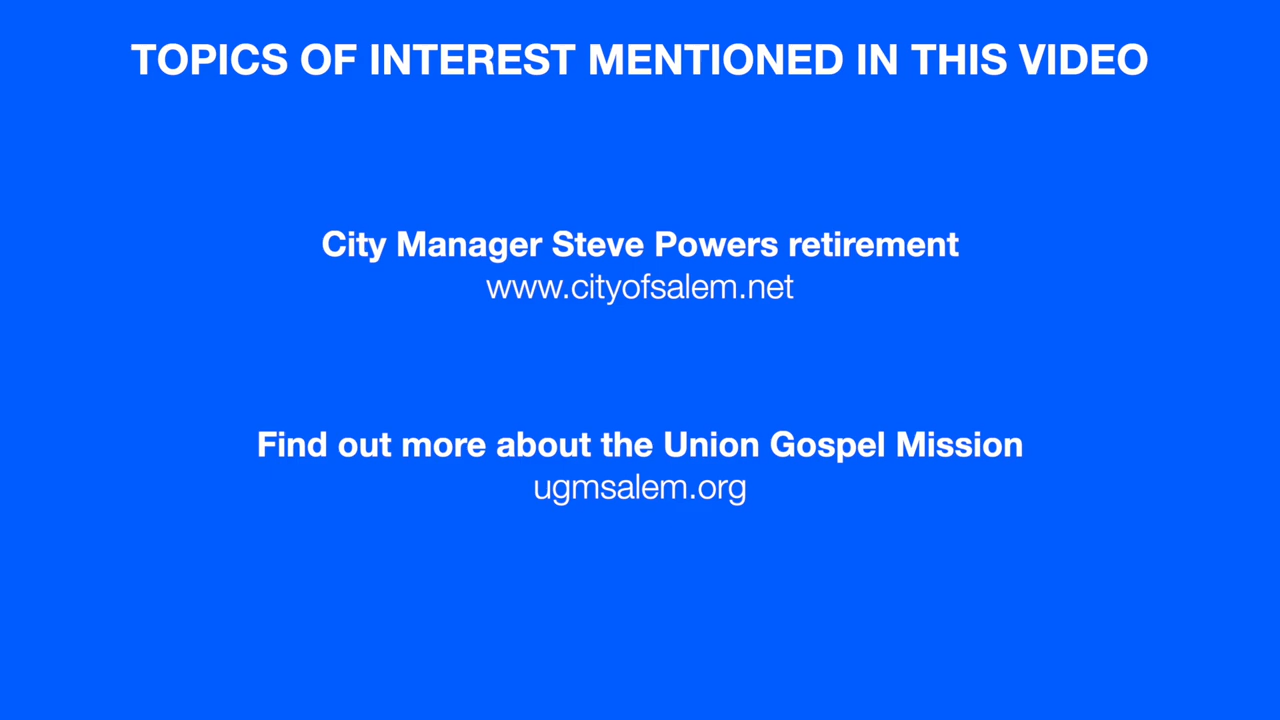 TOPICS OF INTEREST MENTIONED IN THIS VIDEO
City Manager Steve Powers retirement
www.cityofsalem.net
Find out more about the Union Gospel Mission
ugmsalem.org